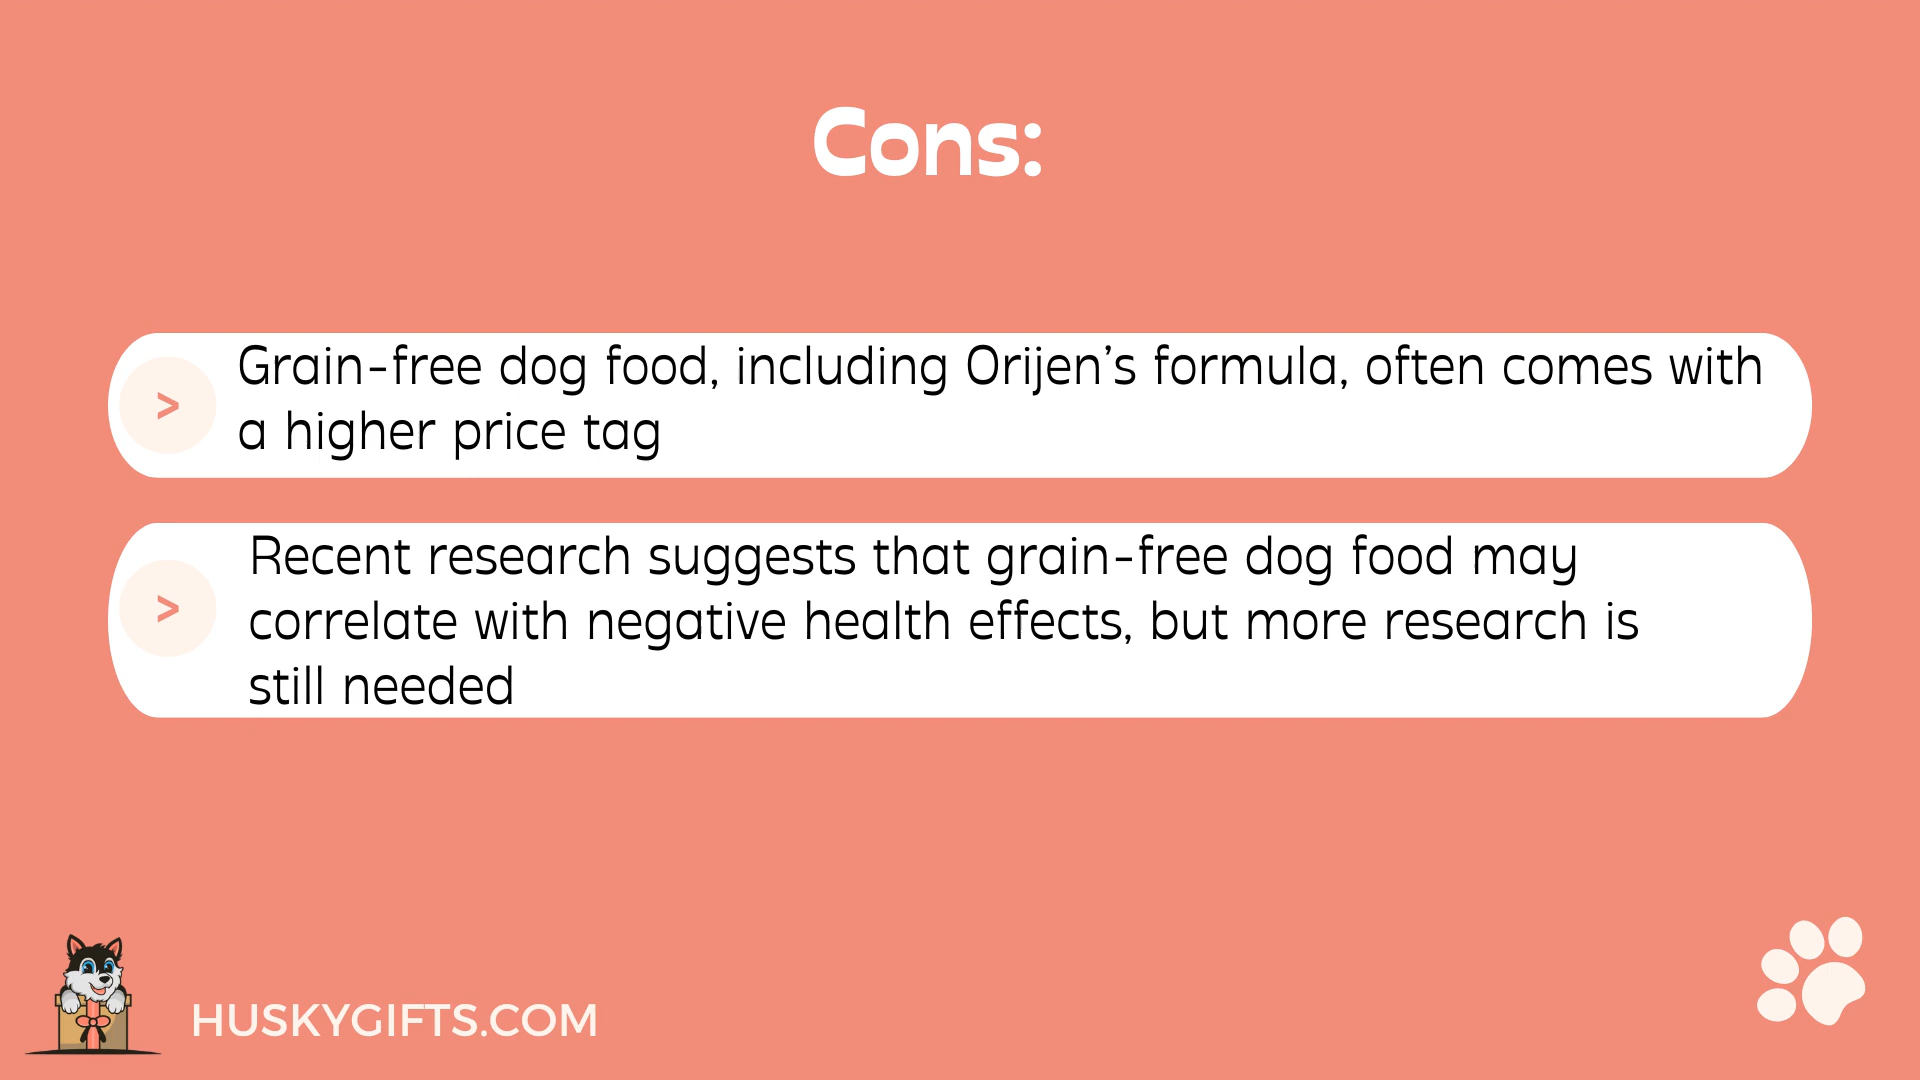 Cons:
> Grain-free dog food, including Orijen’s formula, often comes with
a higher price tag
> Recent research suggests that grain-free dog food may
correlate with negative health effects, but more research is
still needed
HUSKYGIFTS.COM